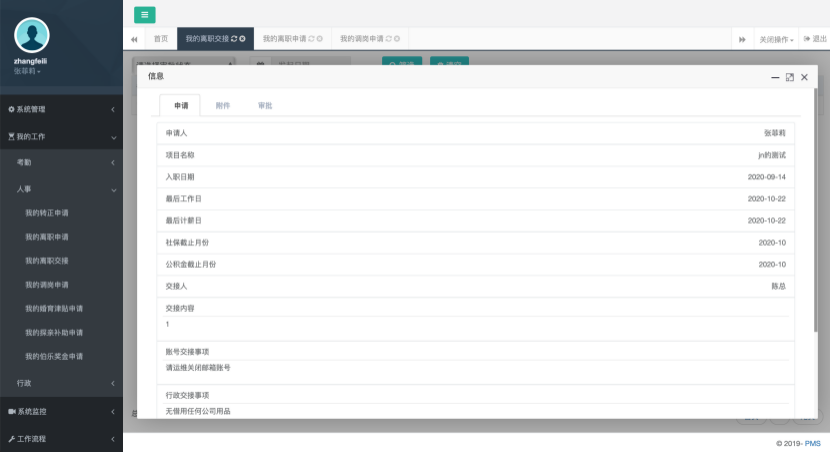 zhangfeili
张菲莉
系统管理
我的工作
考勤
人事
我的转正申请
我的离职申请
我的离职交接
我的调岗申请
我的婚育津贴申请
我的探亲补助申请
我的伯乐奖金申请
行政
系统监控
工作流程
首页
我的离职交接
我的离职申请
我的调岗申请
关闭操作
退出
信息
申请
附件
审批
申请人 张菲莉
项目名称 jn的测试
入职日期 2020-09-14
最后工作日 2020-10-22
最后计薪日 2020-10-22
社保截止月份 2020-10
公积金截止月份 2020-10
交接人 陈总
交接内容
1
账号交接事项
请运维关闭邮箱账号
行政交接事项
无借用任何公司用品
© 2019- PMS